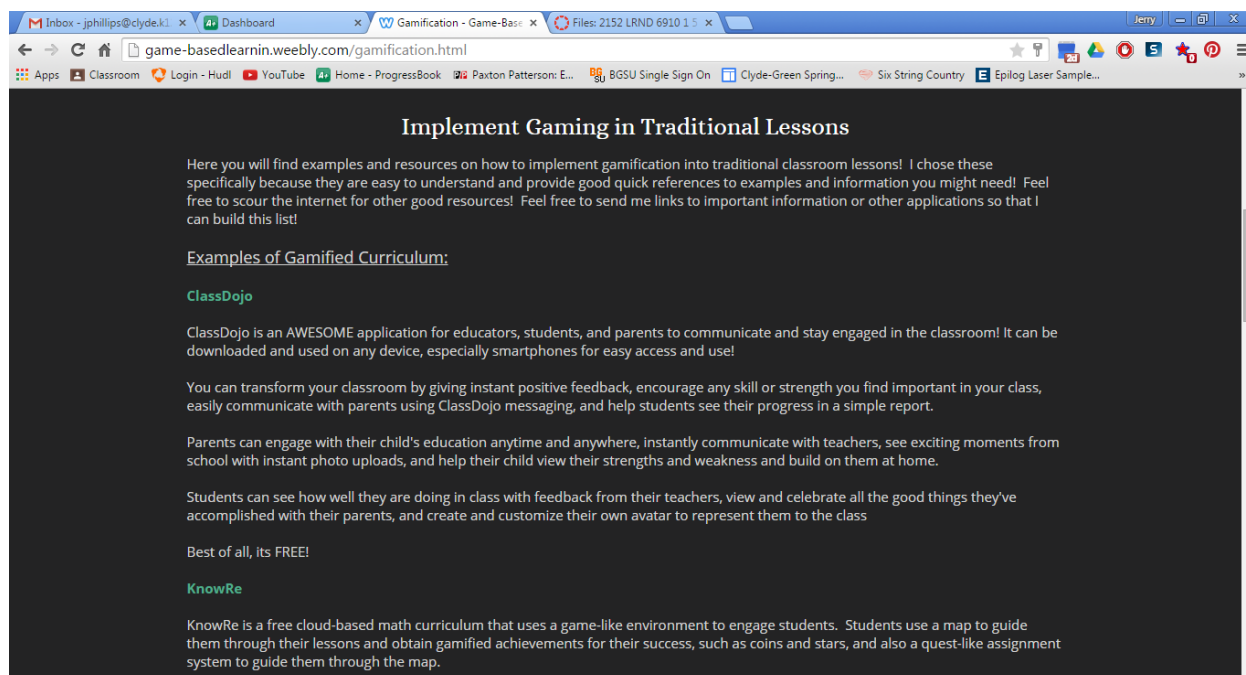 Inbox - jphillips@clyde.k1
Dashboard
Gamification - Game-Base
Files: 2152 LRND 6910 1 5
Jerry
game-basedlearnin.weebly.com/gamification.html
Apps Classroom Login - Hudl YouTube Home - ProgressBook Paxton Patterson: E... BGSU Single Sign On Clyde-Green Spring... Six String Country Epilog Laser Sample... »
Implement Gaming in Traditional Lessons
Here you will find examples and resources on how to implement gamification into traditional classroom lessons! I chose these
specifically because they are easy to understand and provide good quick references to examples and information you might need! Feel
free to scour the internet for other good resources! Feel free to send me links to important information or other applications so that I
can build this list!
Examples of Gamified Curriculum:
ClassDojo
ClassDojo is an AWESOME application for educators, students, and parents to communicate and stay engaged in the classroom! It can be
downloaded and used on any device, especially smartphones for easy access and use!
You can transform your classroom by giving instant positive feedback, encourage any skill or strength you find important in your class,
easily communicate with parents using ClassDojo messaging, and help students see their progress in a simple report.
Parents can engage with their child's education anytime and anywhere, instantly communicate with teachers, see exciting moments from
school with instant photo uploads, and help their child view their strengths and weakness and build on them at home.
Students can see how well they are doing in class with feedback from their teachers, view and celebrate all the good things they've
accomplished with their parents, and create and customize their own avatar to represent them to the class
Best of all, its FREE!
KnowRe
KnowRe is a free cloud-based math curriculum that uses a game-like environment to engage students. Students use a map to guide
them through their lessons and obtain gamified achievements for their success, such as coins and stars, and also a quest-like assignment
system to guide them through the map.